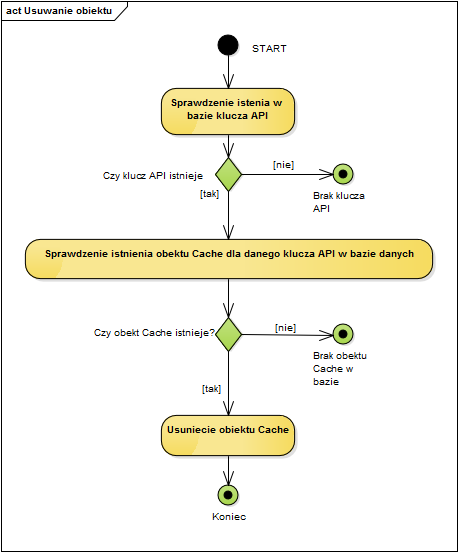 act Usuwanie obiektu
START
Sprawdzenie istenia w
bazie klucza API
Czy klucz API istnieje
[nie]
[tak]
Brak klucza
API
Sprawdzenie istnienia obektu Cache dla danego klucza API w bazie danych
Czy obekt Cache istnieje?
[nie]
Brak obektu
Cache w
bazie
[tak]
Usuniecie obiektu Cache
Koniec